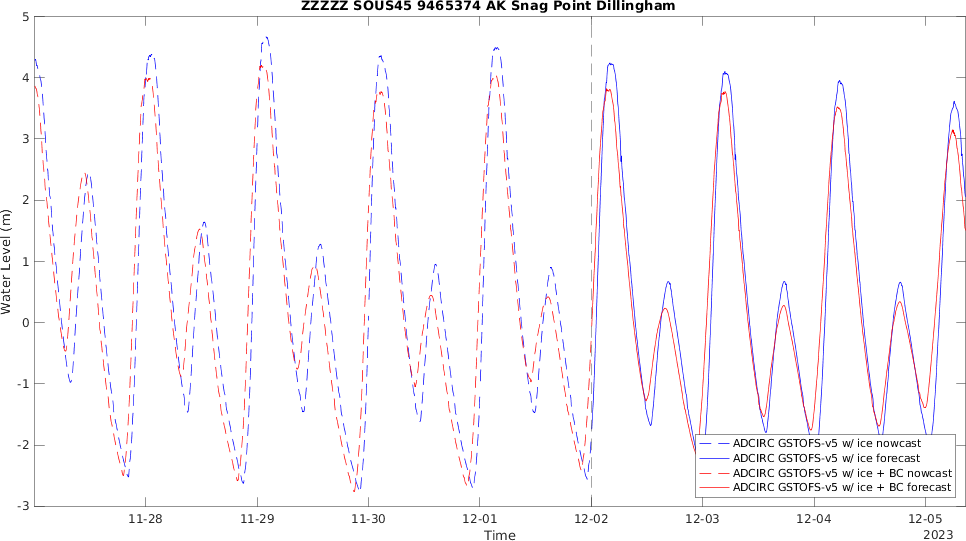 ZZZZZ SOUS45 9465374 AK Snag Point Dillingham
5
4
3
2
1
0
-1
-2
-3
Water Level (m)
11-28
11-29
11-30
12-01
12-02
12-03
12-04
12-05
Time
2023
ADCIRC GSTOFS-v5 w/ ice nowcast
ADCIRC GSTOFS-v5 w/ ice forecast
ADCIRC GSTOFS-v5 w/ ice + BC nowcast
ADCIRC GSTOFS-v5 w/ ice + BC forecast